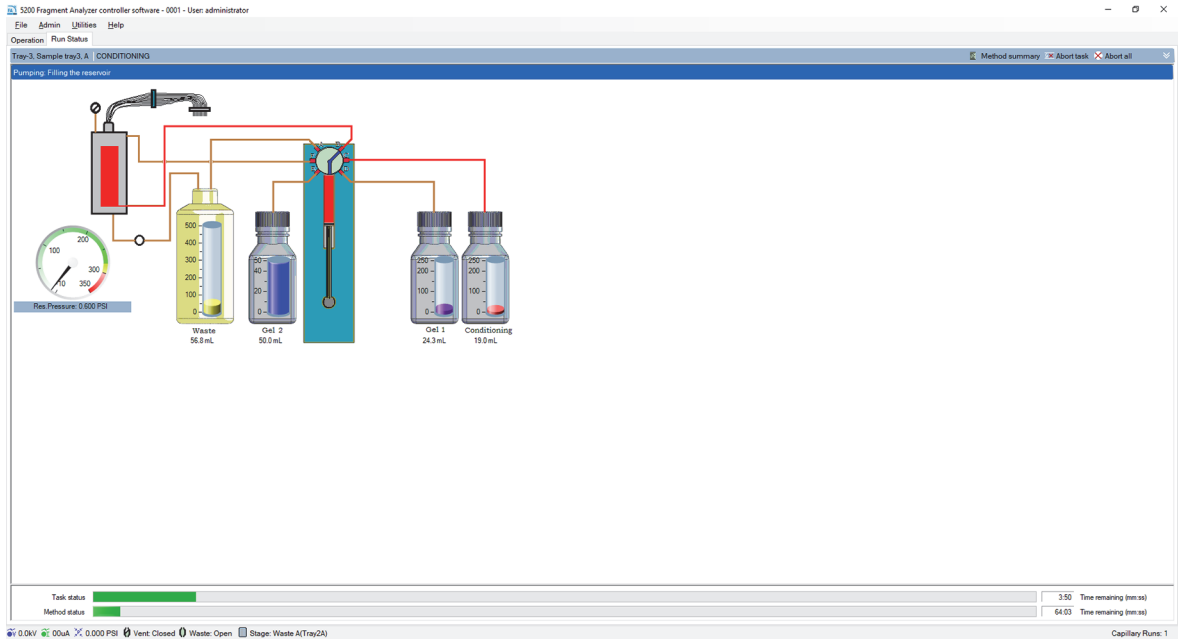 5200 Fragment Analyzer controller software - 0001 - User: administrator
File Admin Utilities Help
Operation Run Status
Tray-3, Sample tray3, A CONDITIONING Method summary Abort task Abort all
Pumping: Filling the reservoir
500
400
300
200
100
0
50
40
20
0
250
200
100
0
250
200
100
0
100
200
300
350
10
Res.Pressure: 0.600 PSI
Waste
56.8 mL
Gel 2
50.0 mL
Gel 1
24.3 mL
Conditioning
19.0 mL
Task status 3:50 Time remaining (mm:ss)
Method status 64:03 Time remaining (mm:ss)
0.0kV 00uA 0.000 PSI Vent: Closed Waste: Open Stage: Waste A(Tray2A) Capillary Runs: 1